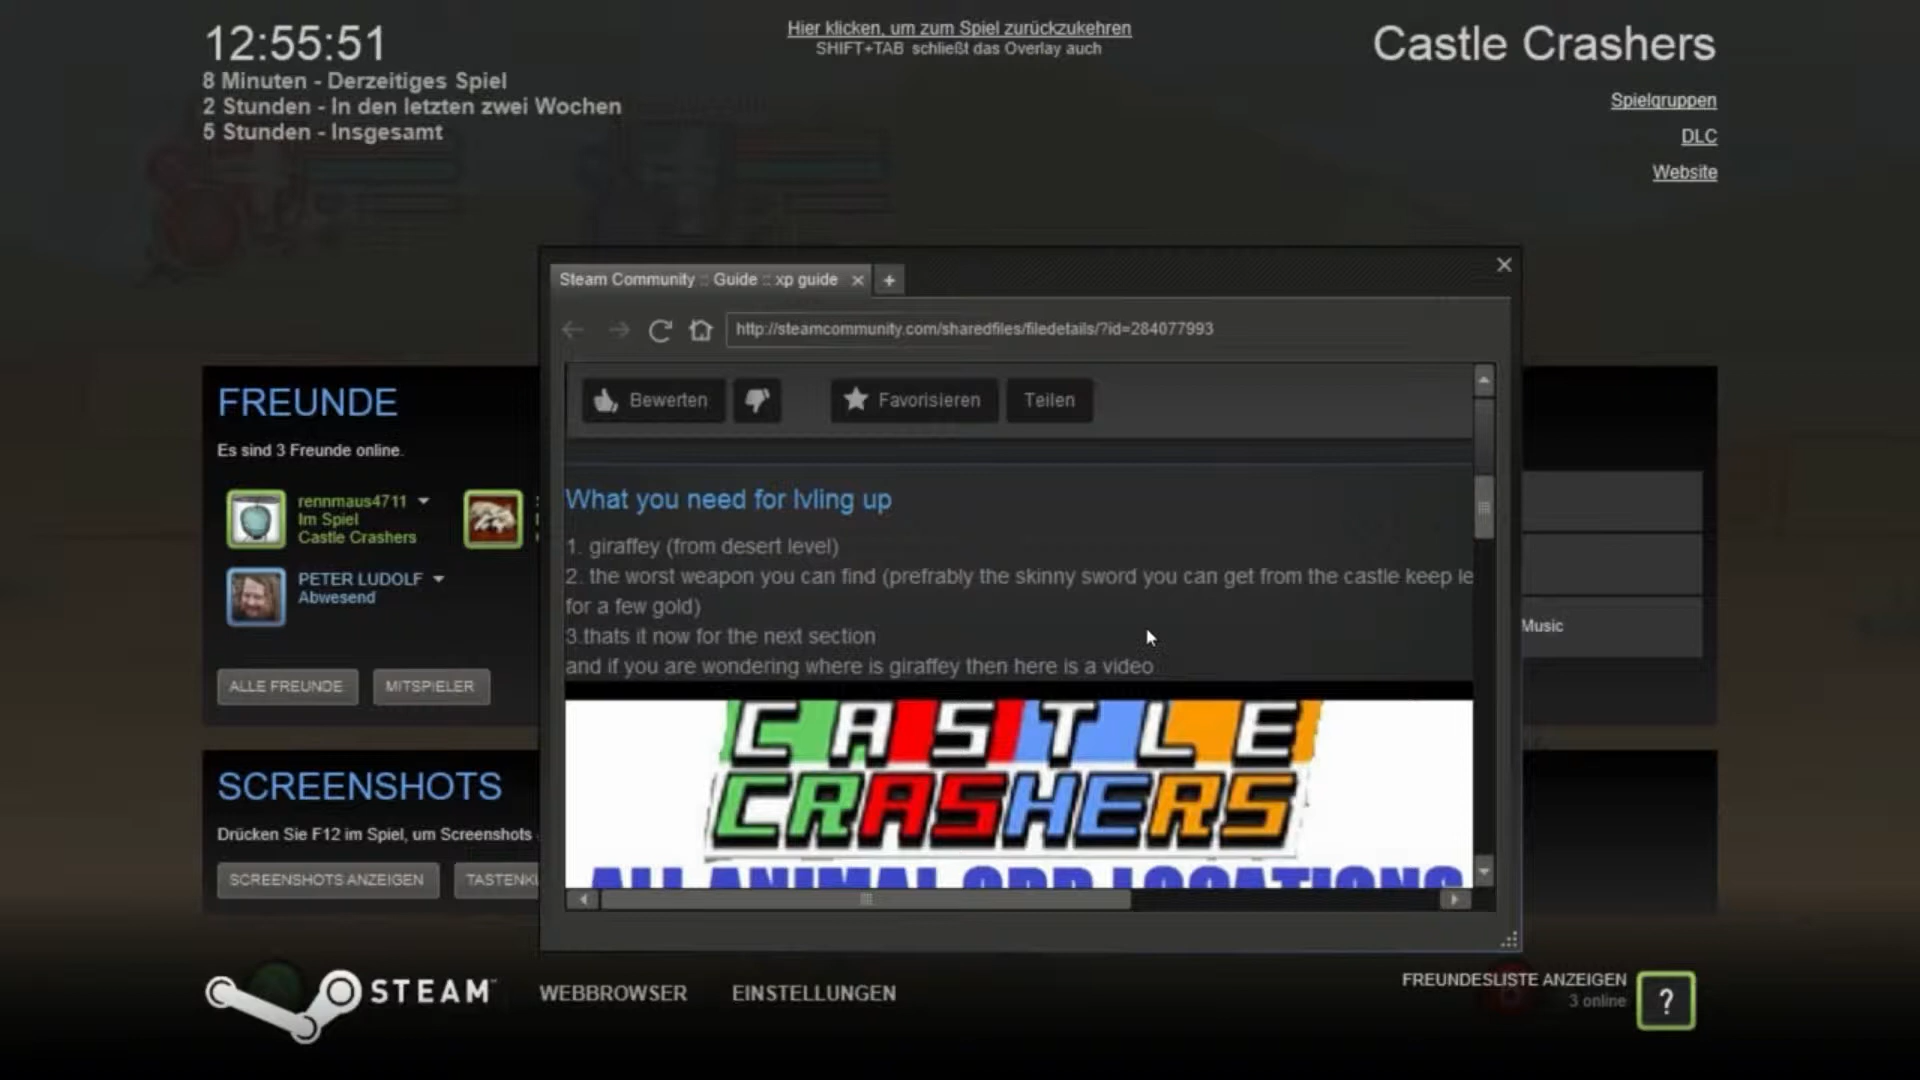 12:55:51
8 Minuten - Derzeitiges Spiel
2 Stunden - In den letzten zwei Wochen
5 Stunden - Insgesamt
Hier klicken, um zum Spiel zurückzukehren
SHIFT+TAB schließt das Overlay auch
Castle Crashers
Spielgruppen
DLC
Website
Steam Community :: Guide :: xp guide
http://steamcommunity.com/sharedfiles/filedetails/?id=284077993
Bewerten
Favorisieren
Teilen
What you need for lvling up
1. giraffey (from desert level)
2. the worst weapon you can find (prefrably the skinny sword you can get from the castle keep le
for a few gold)
3.thats it now for the next section
and if you are wondering where is giraffey then here is a video
CASTLE
CRASHERS
ALL ANIMAL ORB LOCATIONS
FREUNDE
Es sind 3 Freunde online.
rennmaus4711
Im Spiel
Castle Crashers
PETER LUDOLF
Abwesend
ALLE FREUNDE
MITSPIELER
Music
SCREENSHOTS
Drücken Sie F12 im Spiel, um Screenshots
SCREENSHOTS ANZEIGEN
TASTENKU
STEAM
WEBBROWSER
EINSTELLUNGEN
FREUNDESLISTE ANZEIGEN
3 online
?